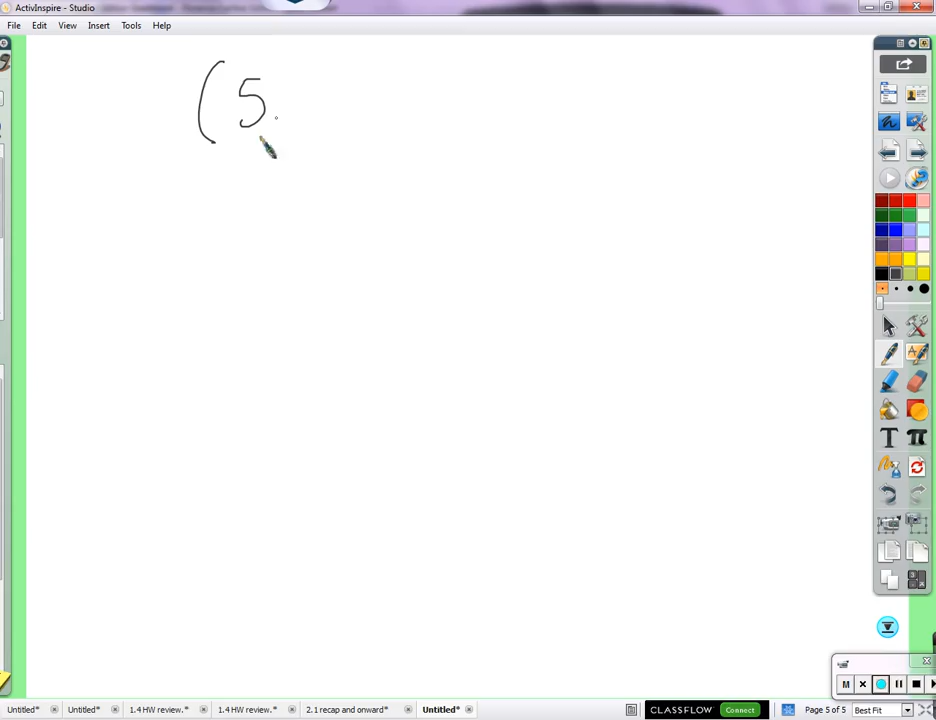 ActivInspire - Studio
File Edit View Insert Tools Help
( 5
Untitled* Untitled* 1.4 HW review.* 1.4 HW review.* 2.1 recap and onward* Untitled* CLASSFLOW Connect Page 5 of 5 Best Fit
M